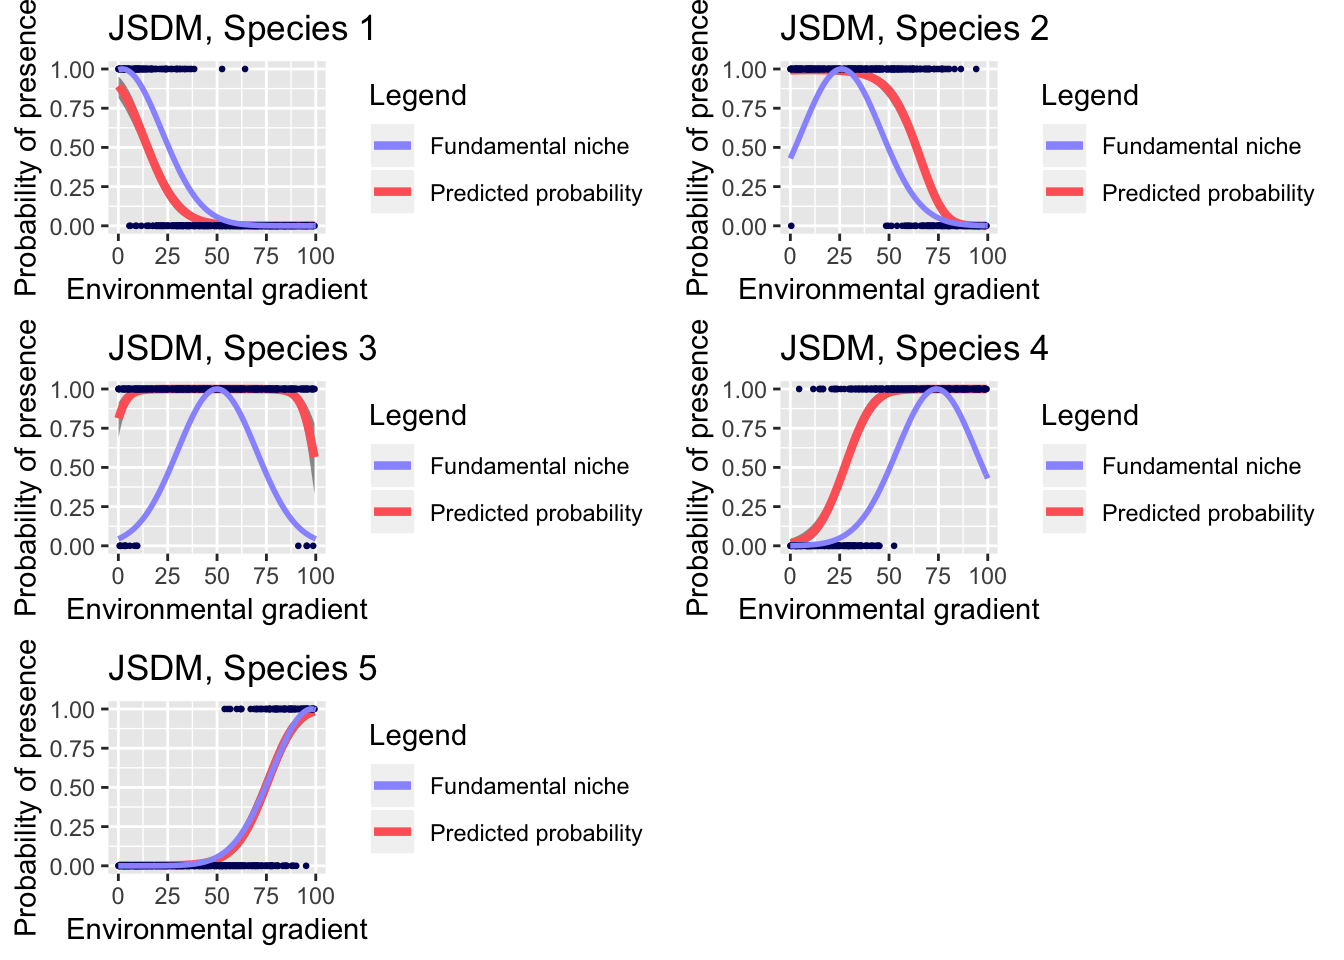 JSDM, Species 1
Probability of presence
1.00
0.75
0.50
0.25
0.00
0 25 50 75 100
Environmental gradient
Legend
Fundamental niche
Predicted probability
JSDM, Species 2
Probability of presence
1.00
0.75
0.50
0.25
0.00
0 25 50 75 100
Environmental gradient
Legend
Fundamental niche
Predicted probability
JSDM, Species 3
Probability of presence
1.00
0.75
0.50
0.25
0.00
0 25 50 75 100
Environmental gradient
Legend
Fundamental niche
Predicted probability
JSDM, Species 4
Probability of presence
1.00
0.75
0.50
0.25
0.00
0 25 50 75 100
Environmental gradient
Legend
Fundamental niche
Predicted probability
JSDM, Species 5
Probability of presence
1.00
0.75
0.50
0.25
0.00
0 25 50 75 100
Environmental gradient
Legend
Fundamental niche
Predicted probability